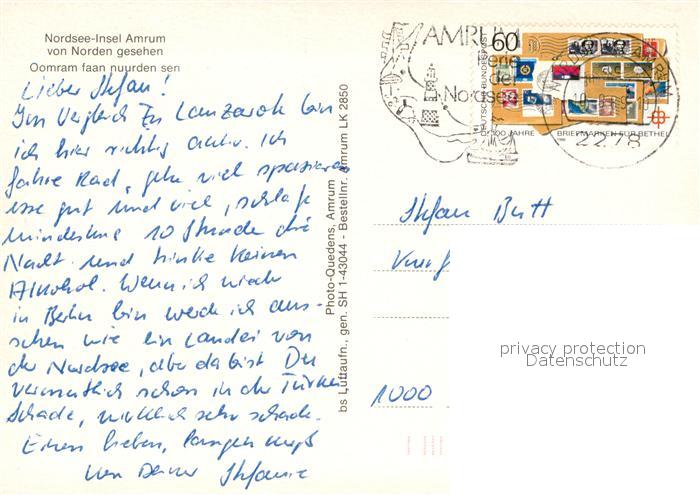 Nordsee-Insel Amrum
von Norden gesehen
Oomram faan nuurden sen
Lieber Stefan!
Im Vergleich zu Lanzarote bin
ich hier richtig aktiv. Ich
fahre Rad, gehe viel spazieren
esse gut und viel, schlafe
mindestens 10 Stunden die
Nacht und trinke keinen
Alkohol. Wenn ich wieder
in Berlin bin werde ich aus-
sehen wie ein Landei von
der Nordsee, aber da bist Du
vermutlich schon in der Türkei
Schade, wirklich sehr schade.
Einen lieben, langen Kuß
von Deiner Stefanie
Photo-Quedens, Amrum
bs Luftaufn., gen. SH 1-43044 - Bestellnr. Amrum LK 2850
AMRUM
der
Nordsee
60
DEUTSCHE BUNDESPOST
100 JAHRE BRIEFMARKEN FÜR BETHEL
2278
Stefan Butt
1000
privacy protection
Datenschutz